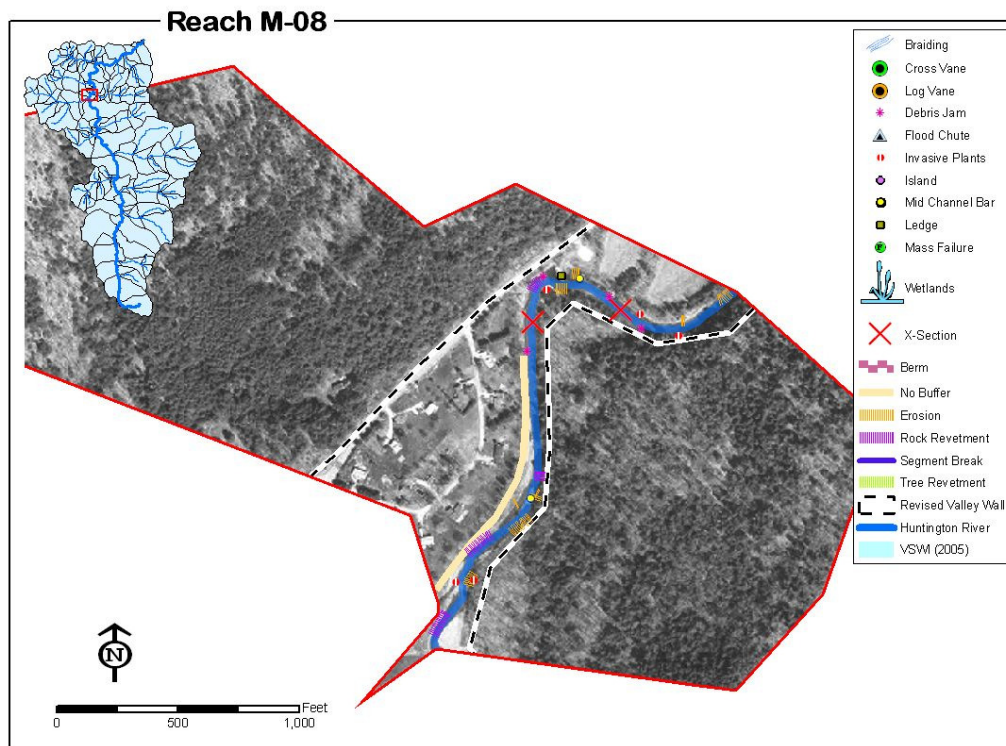 Reach M-08
Braiding
Cross Vane
Log Vane
Debris Jam
Flood Chute
Invasive Plants
Island
Mid Channel Bar
Ledge
F
Mass Failure
Wetlands
X-Section
Berm
No Buffer
Erosion
Rock Revetment
Segment Break
Tree Revetment
Revised Valley Wall
Huntington River
VSWI (2005)
N
Feet
0 500 1,000